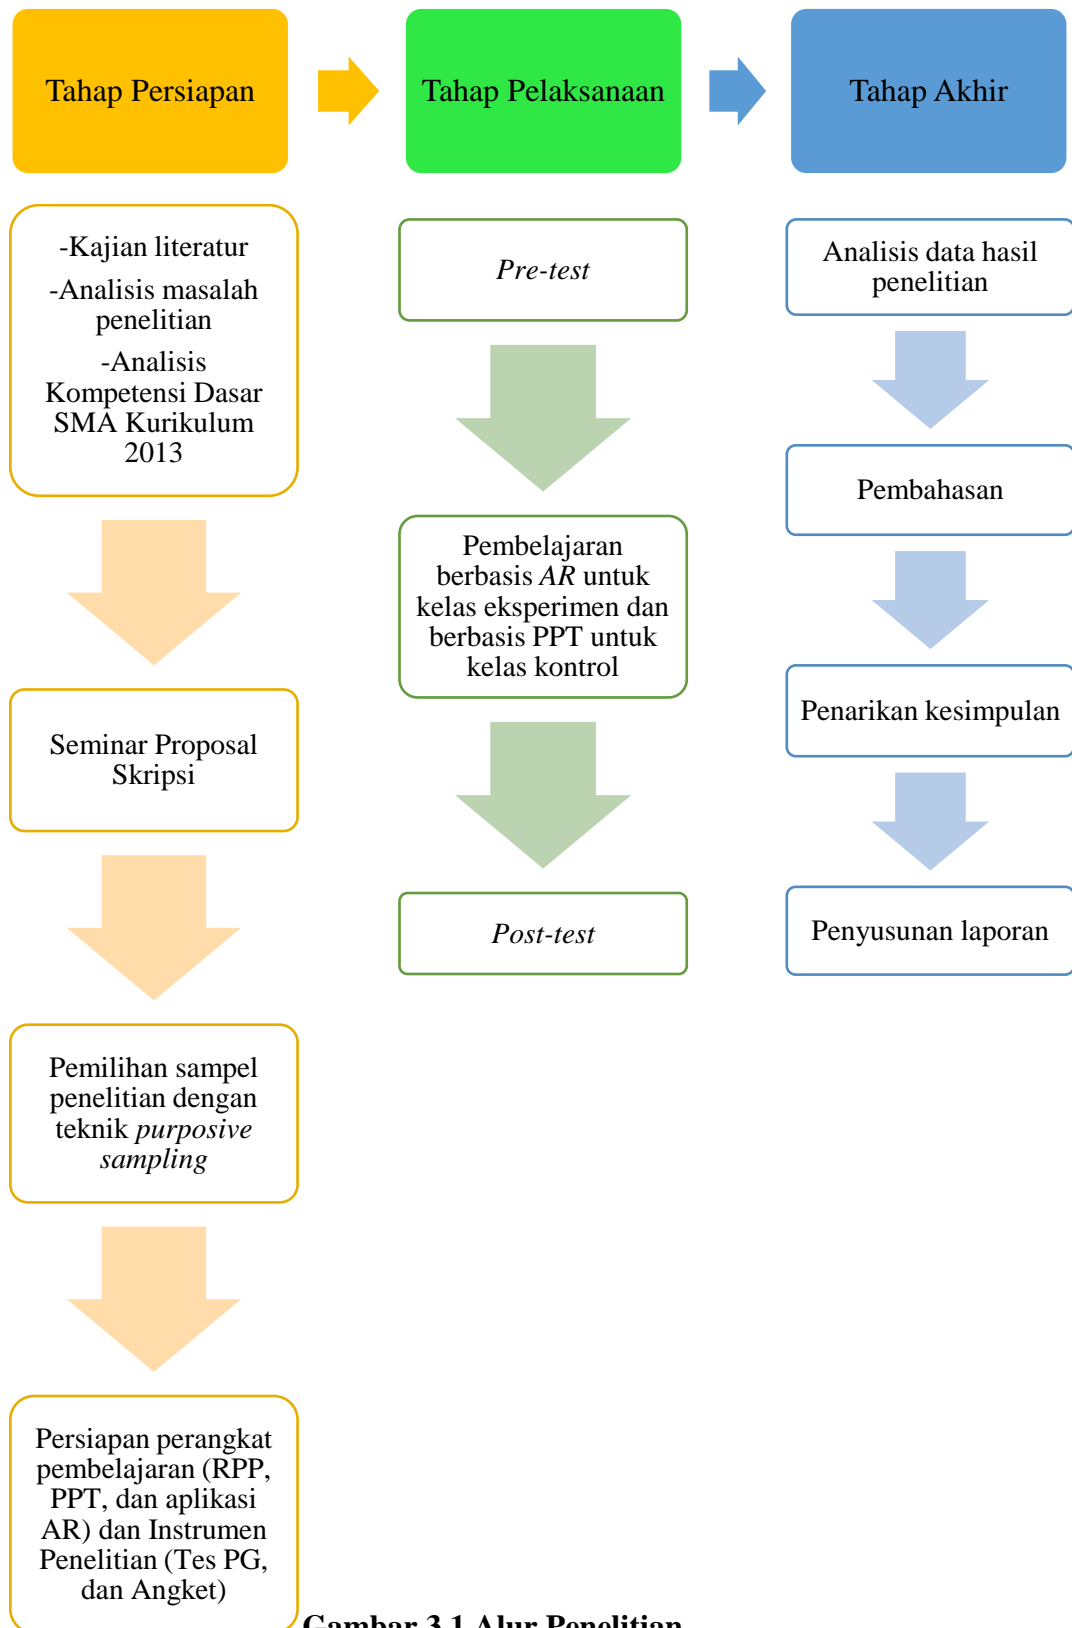 Tahap Persiapan
Tahap Pelaksanaan
Tahap Akhir
-Kajian literatur
-Analisis masalah
penelitian
-Analisis
Kompetensi Dasar
SMA Kurikulum
2013
Seminar Proposal
Skripsi
Pemilihan sampel
penelitian dengan
teknik purposive
sampling
Persiapan perangkat
pembelajaran (RPP,
PPT, dan aplikasi
AR) dan Instrumen
Penelitian (Tes PG,
dan Angket)
Pre-test
Pembelajaran
berbasis AR untuk
kelas eksperimen dan
berbasis PPT untuk
kelas kontrol
Post-test
Analisis data hasil
penelitian
Pembahasan
Penarikan kesimpulan
Penyusunan laporan
Gambar 3.1 Alur Penelitian